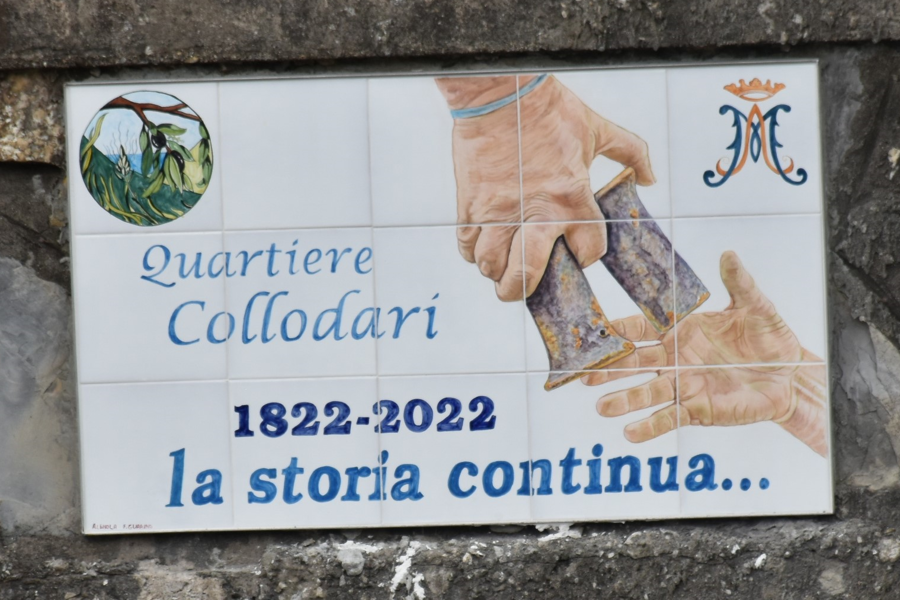 Quartiere
Collodari
1822-2022
la storia continua...